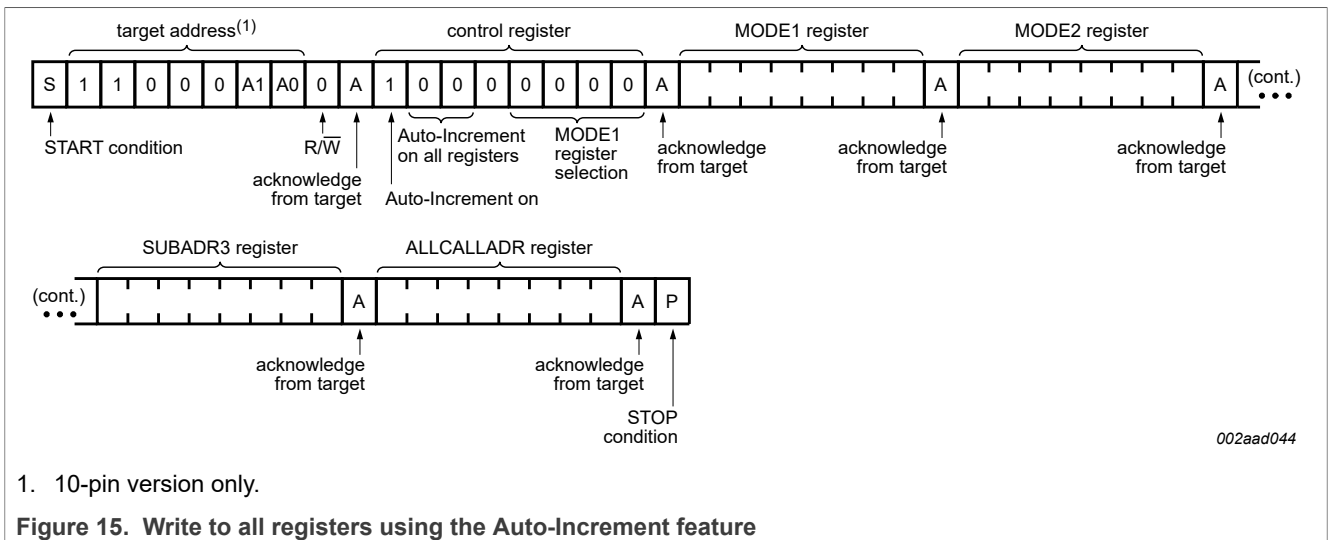 target address(1) control register MODE1 register MODE2 register
S 1 1 0 0 0 A1 A0 0 A 1 0 0 0 0 0 0 0 A A A (cont.)
START condition R/W̅ Auto-Increment on all registers MODE1 register selection acknowledge from target acknowledge from target acknowledge from target
acknowledge from target Auto-Increment on
SUBADR3 register ALLCALLADR register
(cont.) A A P
acknowledge from target acknowledge from target
STOP condition
002aad044
1. 10-pin version only.
Figure 15. Write to all registers using the Auto-Increment feature